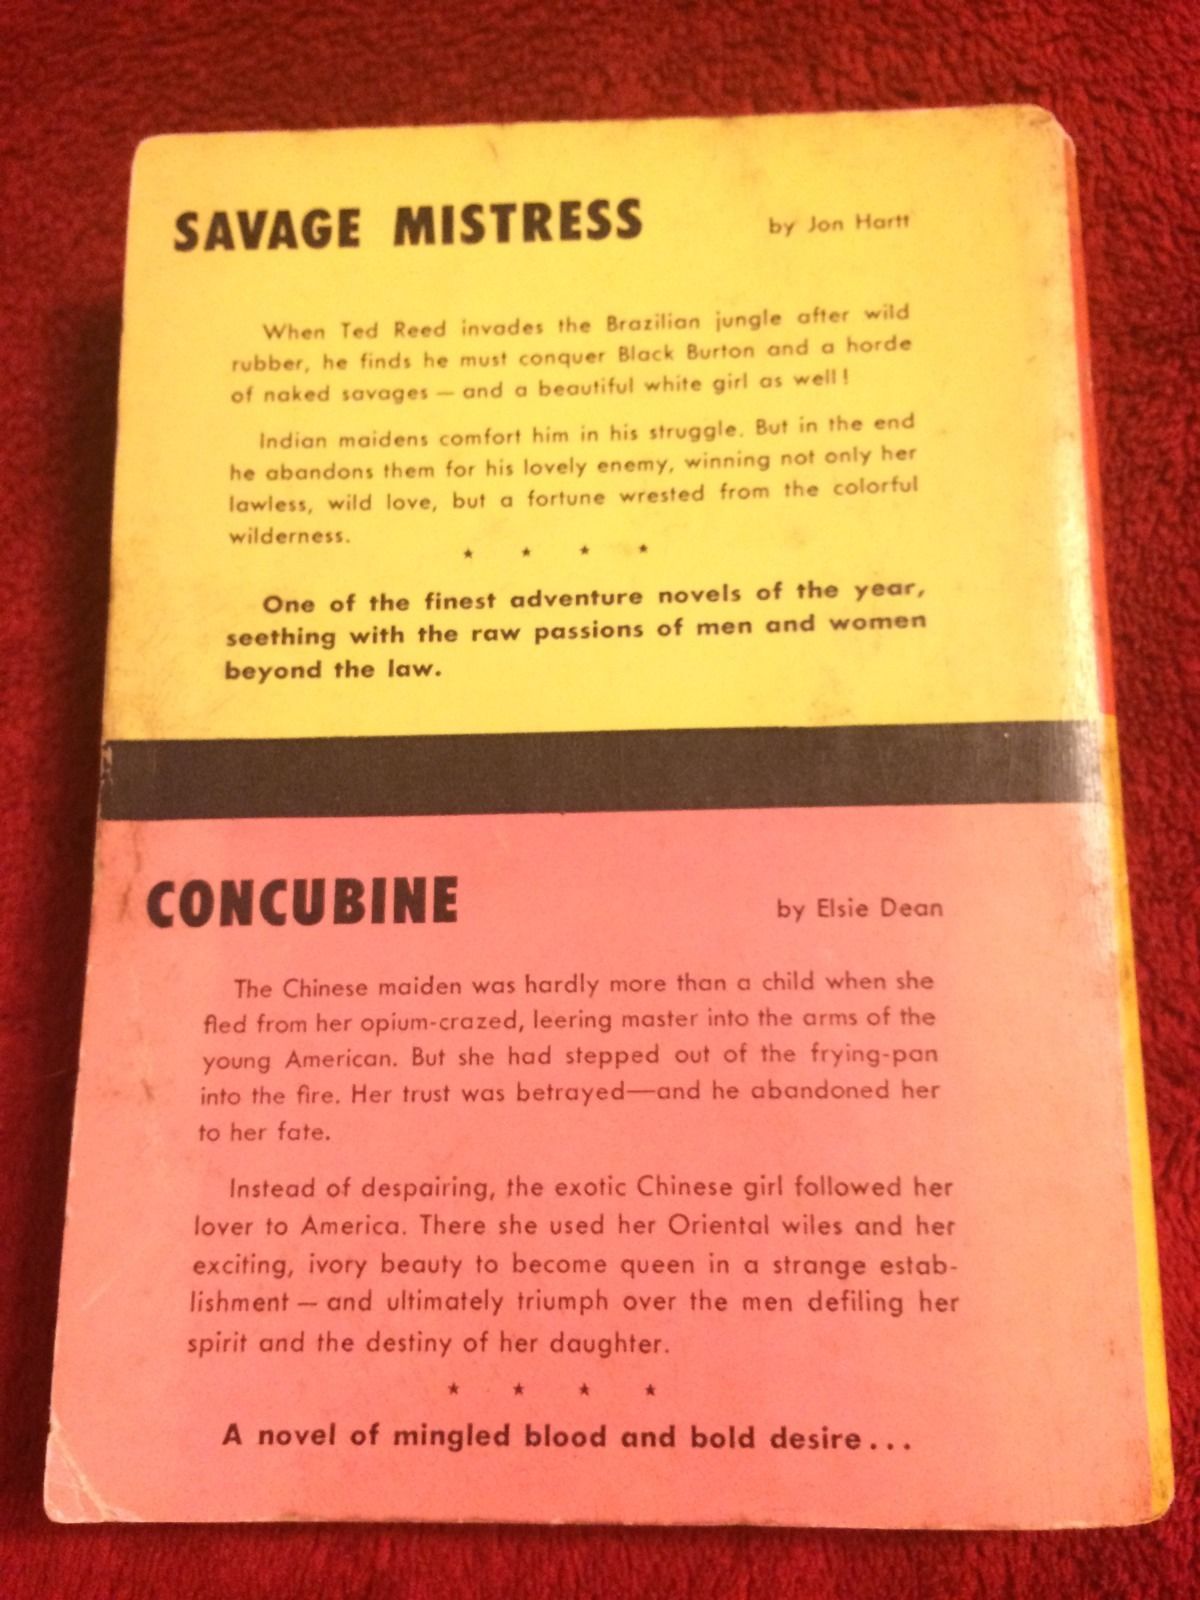 SAVAGE MISTRESS by Jon Hartt
When Ted Reed invades the Brazilian jungle after wild
rubber, he finds he must conquer Black Burton and a horde
of naked savages — and a beautiful white girl as well!
Indian maidens comfort him in his struggle. But in the end
he abandons them for his lovely enemy, winning not only her
lawless, wild love, but a fortune wrested from the colorful
wilderness.
★ ★ ★ ★
One of the finest adventure novels of the year,
seething with the raw passions of men and women
beyond the law.
CONCUBINE by Elsie Dean
The Chinese maiden was hardly more than a child when she
fled from her opium-crazed, leering master into the arms of the
young American. But she had stepped out of the frying-pan
into the fire. Her trust was betrayed—and he abandoned her
to her fate.
Instead of despairing, the exotic Chinese girl followed her
lover to America. There she used her Oriental wiles and her
exciting, ivory beauty to become queen in a strange estab-
lishment — and ultimately triumph over the men defiling her
spirit and the destiny of her daughter.
★ ★ ★ ★
A novel of mingled blood and bold desire...